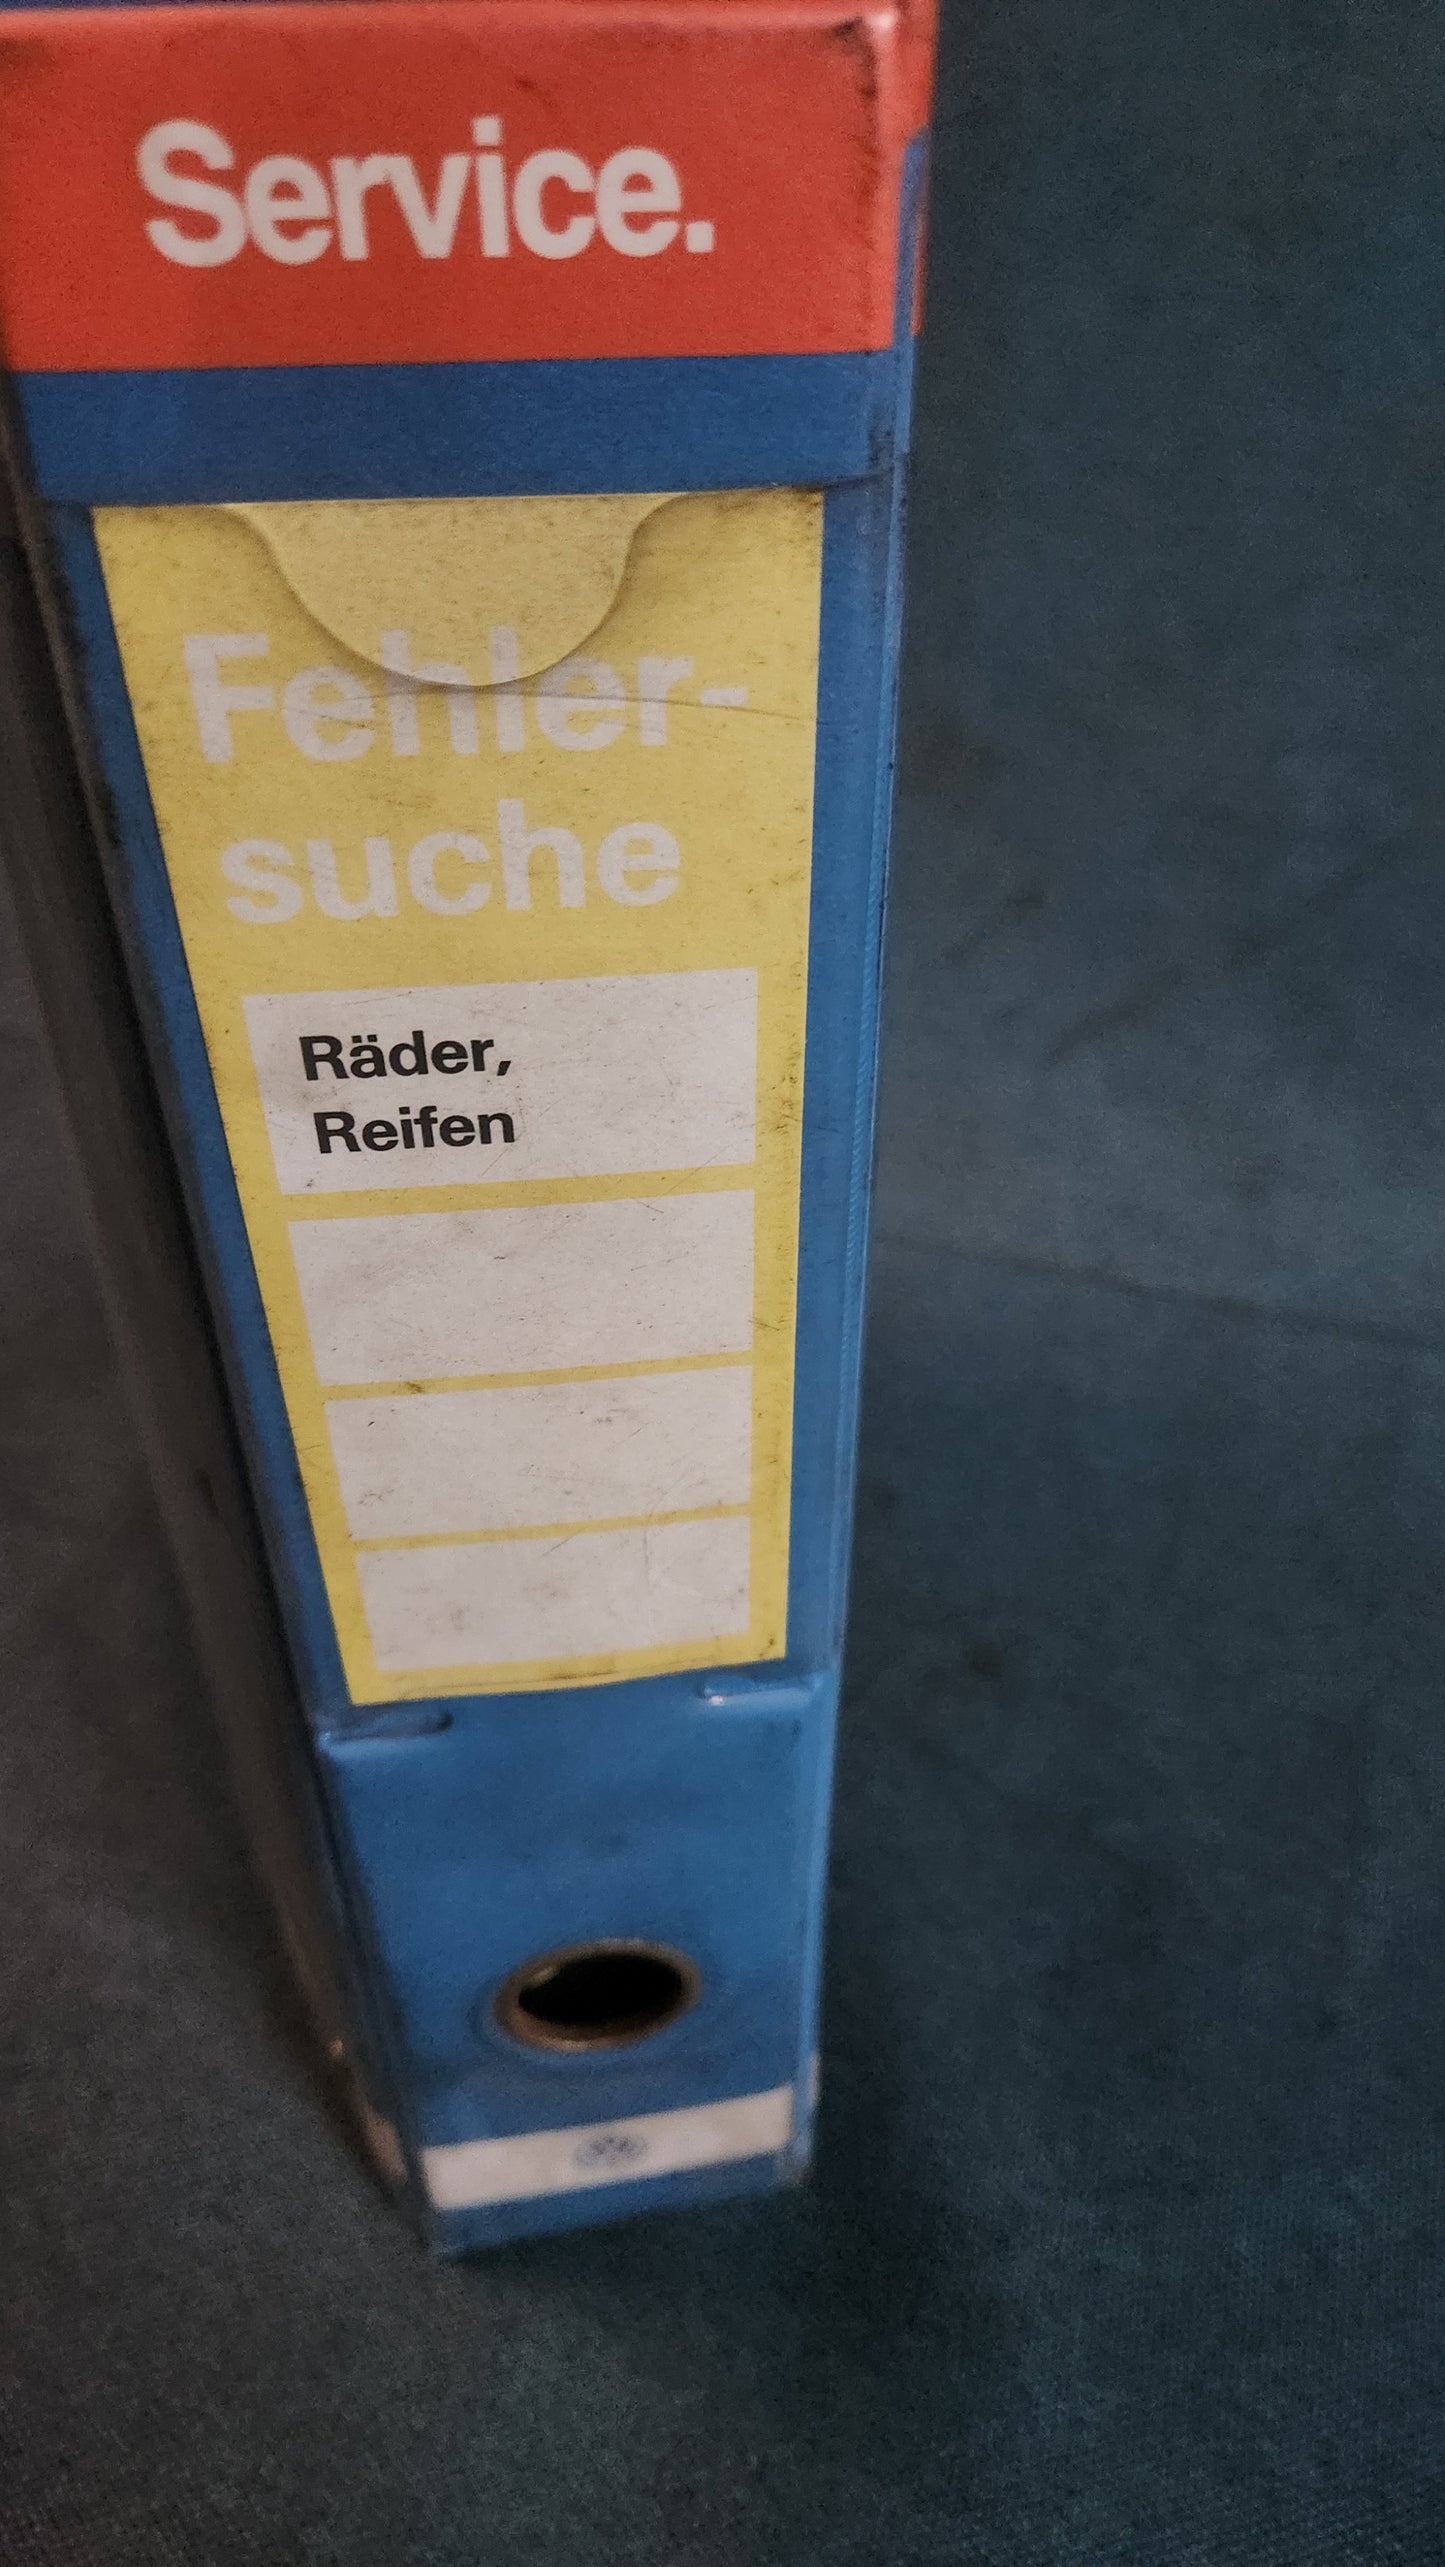 Service.
Fehler-
suche
Räder,
Reifen